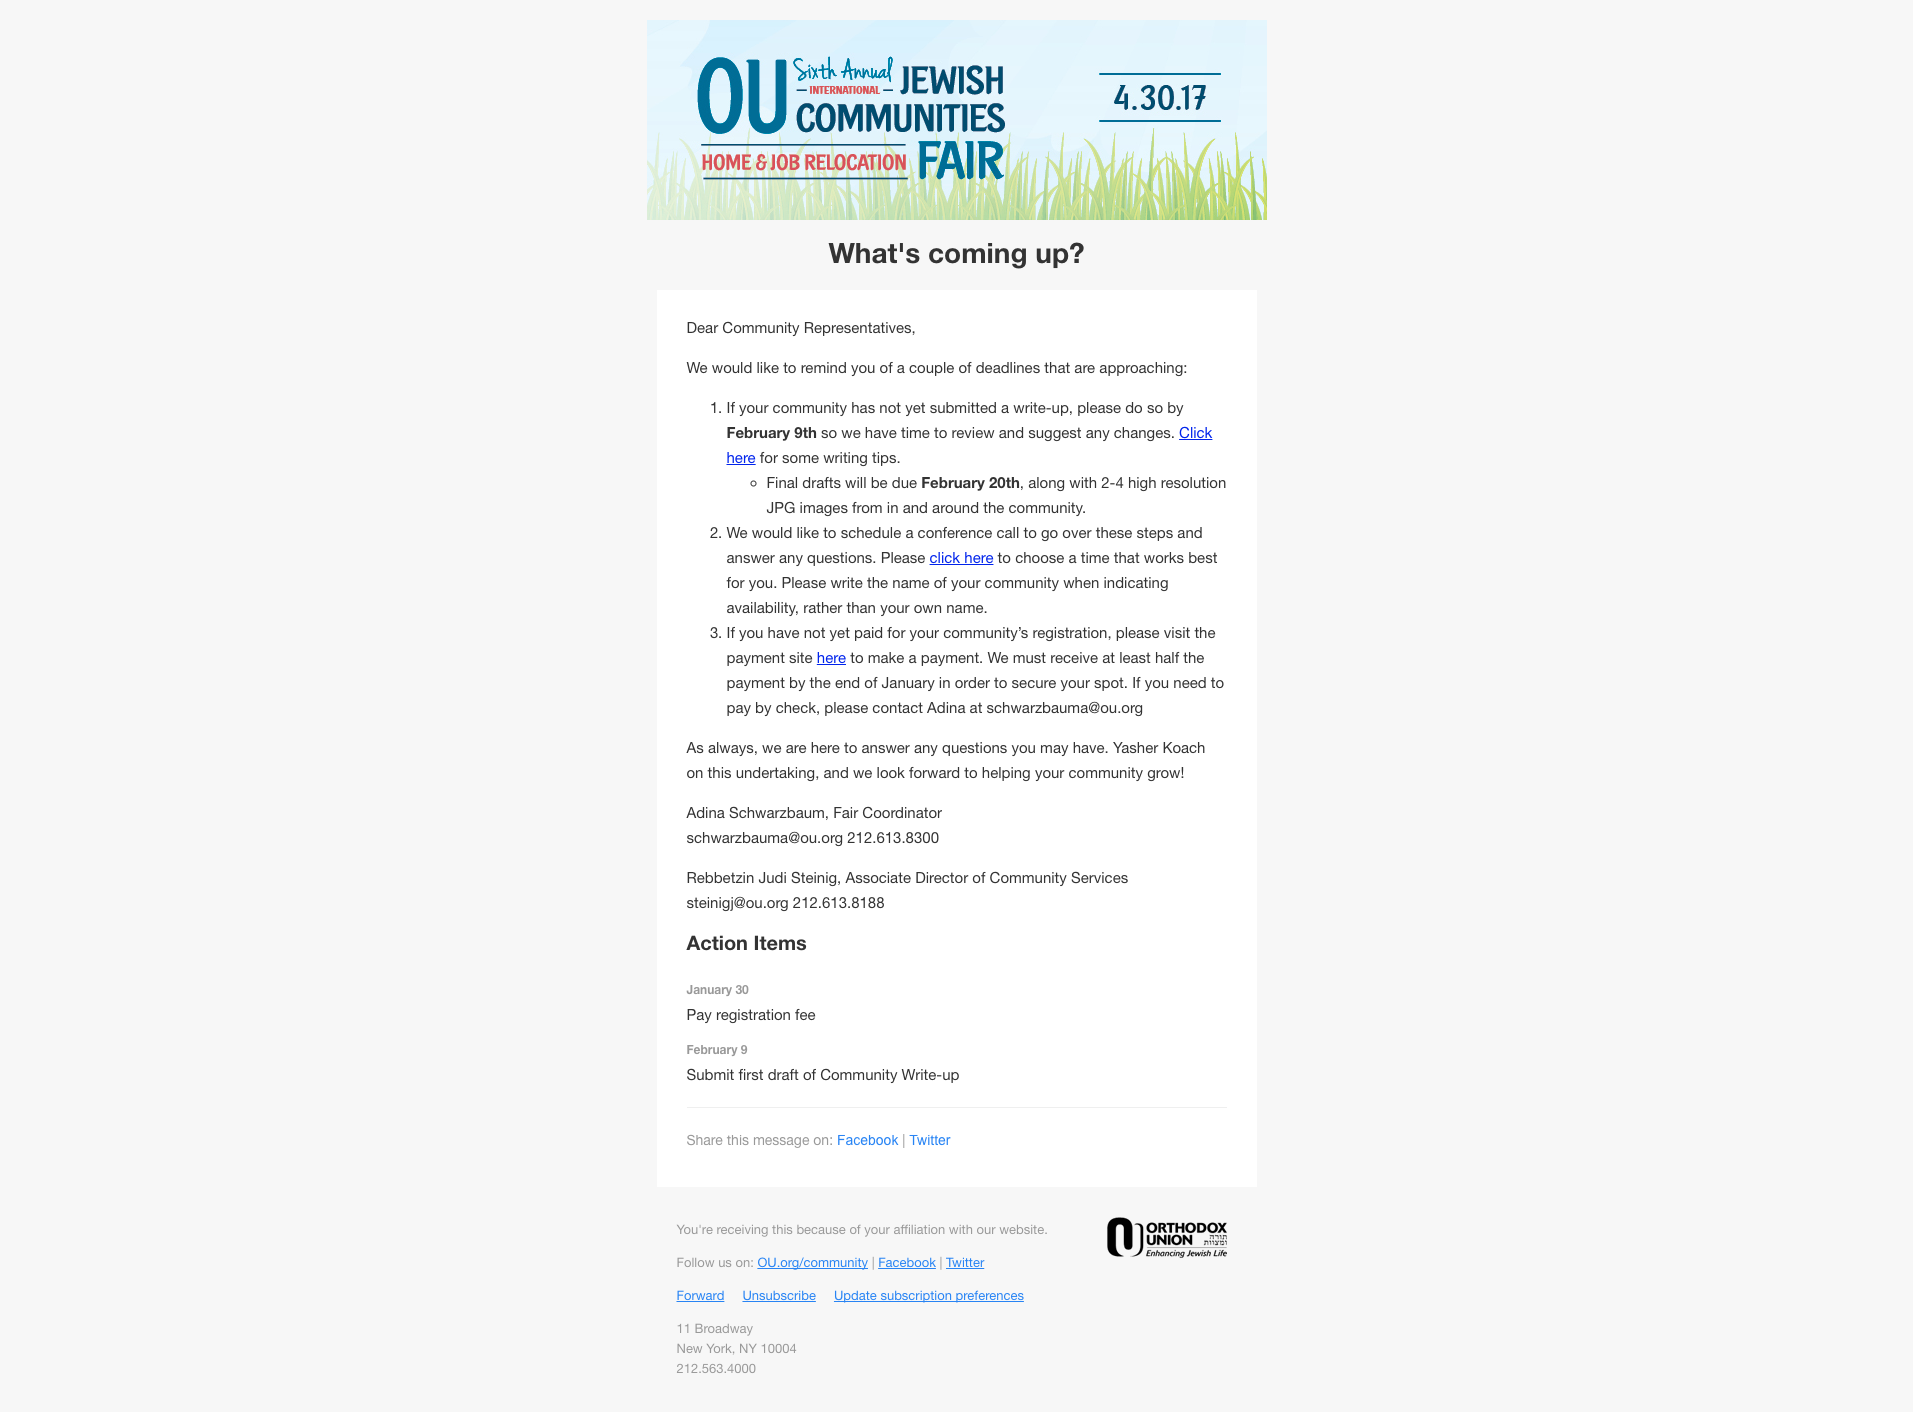 OU Sixth Annual JEWISH
INTERNATIONAL
COMMUNITIES
HOME & JOB RELOCATION FAIR
4.30.17
What's coming up?
Dear Community Representatives,
We would like to remind you of a couple of deadlines that are approaching:
1. If your community has not yet submitted a write-up, please do so by
February 9th so we have time to review and suggest any changes. Click
here for some writing tips.
◦ Final drafts will be due February 20th, along with 2-4 high resolution
JPG images from in and around the community.
2. We would like to schedule a conference call to go over these steps and
answer any questions. Please click here to choose a time that works best
for you. Please write the name of your community when indicating
availability, rather than your own name.
3. If you have not yet paid for your community’s registration, please visit the
payment site here to make a payment. We must receive at least half the
payment by the end of January in order to secure your spot. If you need to
pay by check, please contact Adina at schwarzbauma@ou.org
As always, we are here to answer any questions you may have. Yasher Koach
on this undertaking, and we look forward to helping your community grow!
Adina Schwarzbaum, Fair Coordinator
schwarzbauma@ou.org 212.613.8300
Rebbetzin Judi Steinig, Associate Director of Community Services
steinigj@ou.org 212.613.8188
Action Items
January 30
Pay registration fee
February 9
Submit first draft of Community Write-up
Share this message on: Facebook | Twitter
You're receiving this because of your affiliation with our website.
Follow us on: OU.org/community | Facebook | Twitter
Forward Unsubscribe Update subscription preferences
11 Broadway
New York, NY 10004
212.563.4000
ORTHODOX
UNION תורה
ומצוות
Enhancing Jewish Life